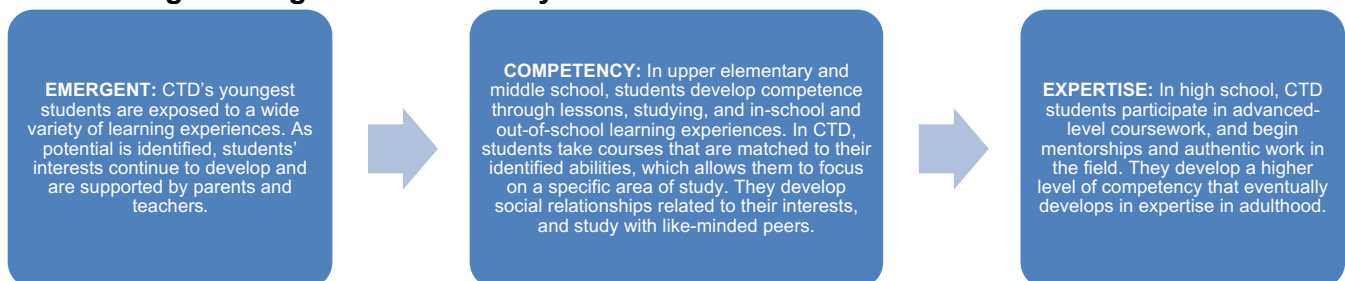 EMERGENT: CTD’s youngest
students are exposed to a wide
variety of learning experiences. As
potential is identified, students’
interests continue to develop and
are supported by parents and
teachers.
COMPETENCY: In upper elementary and
middle school, students develop competence
through lessons, studying, and in-school and
out-of-school learning experiences. In CTD,
students take courses that are matched to their
identified abilities, which allows them to focus
on a specific area of study. They develop
social relationships related to their interests,
and study with like-minded peers.
EXPERTISE: In high school, CTD
students participate in advanced-
level coursework, and begin
mentorships and authentic work in
the field. They develop a higher
level of competency that eventually
develops in expertise in adulthood.